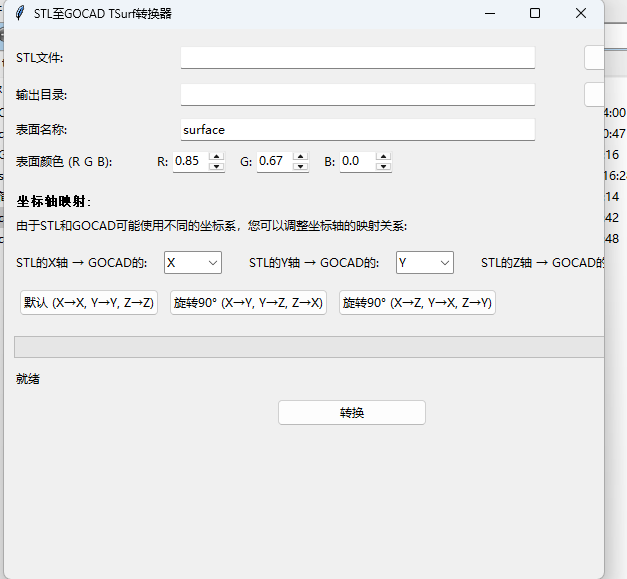 STL至GOCAD TSurf转换器
STL文件:
输出目录:
表面名称: surface
表面颜色 (R G B): R: 0.85 G: 0.67 B: 0.0
坐标轴映射:
由于STL和GOCAD可能使用不同的坐标系，您可以调整坐标轴的映射关系:
STL的X轴 → GOCAD的: X STL的Y轴 → GOCAD的: Y STL的Z轴 → GOCAD的
默认 (X→X, Y→Y, Z→Z) 旋转90° (X→Y, Y→Z, Z→X) 旋转90° (X→Z, Y→X, Z→Y)
就绪
转换
4:00
0:47
16
16:2
14
42
48